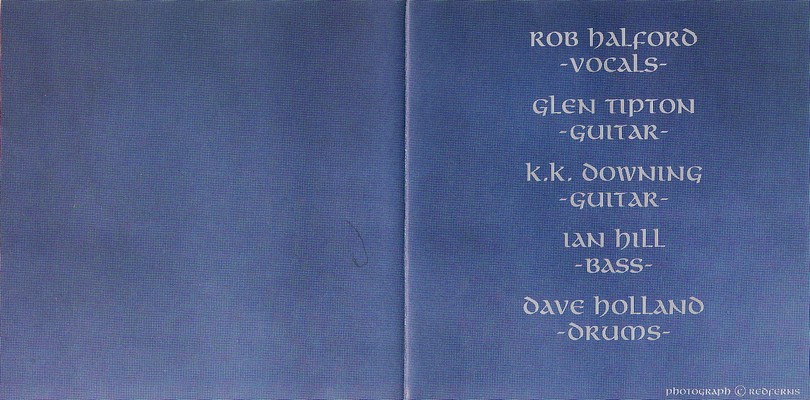 Rob Halford
-Vocals-
Glen Tipton
-Guitar-
K.K. Downing
-Guitar-
Ian Hill
-Bass-
Dave Holland
-Drums-
photograph © Redferns